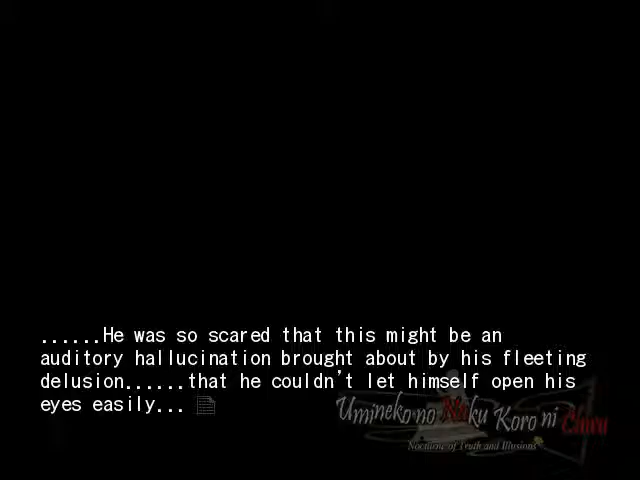 ......He was so scared that this might be an
auditory hallucination brought about by his fleeting
delusion......that he couldn't let himself open his
eyes easily...
Umineko no Naku Koro ni Chiru
Nocturne of Truth and Illusions